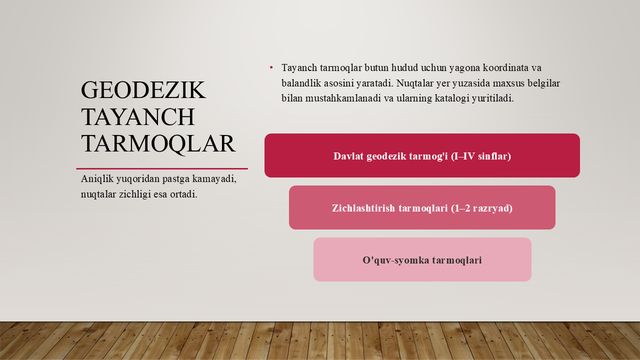 GEODEZIK
TAYANCH
TARMOQLAR
Aniqlik yuqoridan pastga kamayadi,
nuqtalar zichligi esa ortadi.
• Tayanch tarmoqlar butun hudud uchun yagona koordinata va
balandlik asosini yaratadi. Nuqtalar yer yuzasida maxsus belgilar
bilan mustahkamlanadi va ularning katalogi yuritiladi.
Davlat geodezik tarmog'i (I–IV sinflar)
Zichlashtirish tarmoqlari (1–2 razryad)
O'quv-syomka tarmoqlari